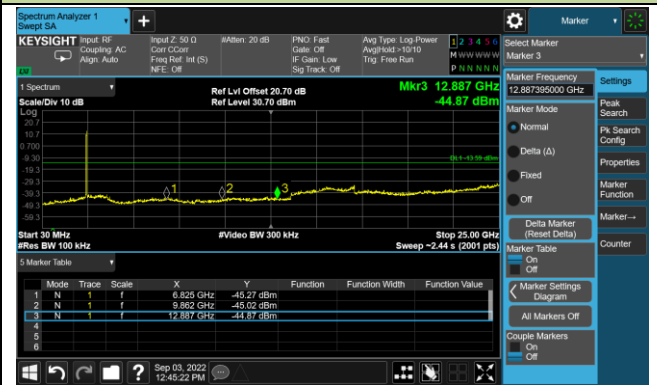 Spectrum Analyzer 1
Swept SA
+
Marker
KEYSIGHT
Input: RF
Coupling: AC
Align: Auto
Input Z: 50 Ω
Corr CCorr
Freq Ref: Int (S)
NFE: Off
#Atten: 20 dB
PNO: Fast
Gate: Off
IF Gain: Low
Sig Track: Off
Avg Type: Log-Power
Avg|Hold:>10/10
Trig: Free Run
1 2 3 4 5 6
M W W W W W
P N N N N N
LXI
Select Marker
Marker 3
1 Spectrum
Scale/Div 10 dB
Log
Ref Lvl Offset 20.70 dB
Ref Level 30.70 dBm
Mkr3 12.887 GHz
-44.87 dBm
20.7
10.7
0.700
-9.30
-19.3
-29.3
-39.3
-49.3
-59.3
DL1 -13.59 dBm
1
2
3
Start 30 MHz
#Res BW 100 kHz
#Video BW 300 kHz
Stop 25.00 GHz
Sweep ~2.44 s (2001 pts)
5 Marker Table
Mode Trace Scale X Y Function Function Width Function Value
1 N 1 f 6.825 GHz -45.27 dBm
2 N 1 f 9.862 GHz -45.02 dBm
3 N 1 f 12.887 GHz -44.87 dBm
4
5
6
Marker Frequency
12.887395000 GHz
Marker Mode
Normal
Delta (Δ)
Fixed
Off
Delta Marker
(Reset Delta)
Marker Table
On
Off
Marker Settings
Diagram
All Markers Off
Couple Markers
On
Off
Settings
Peak
Search
Pk Search
Config
Properties
Marker
Function
Marker→
Counter
?
Sep 03, 2022
12:45:22 PM